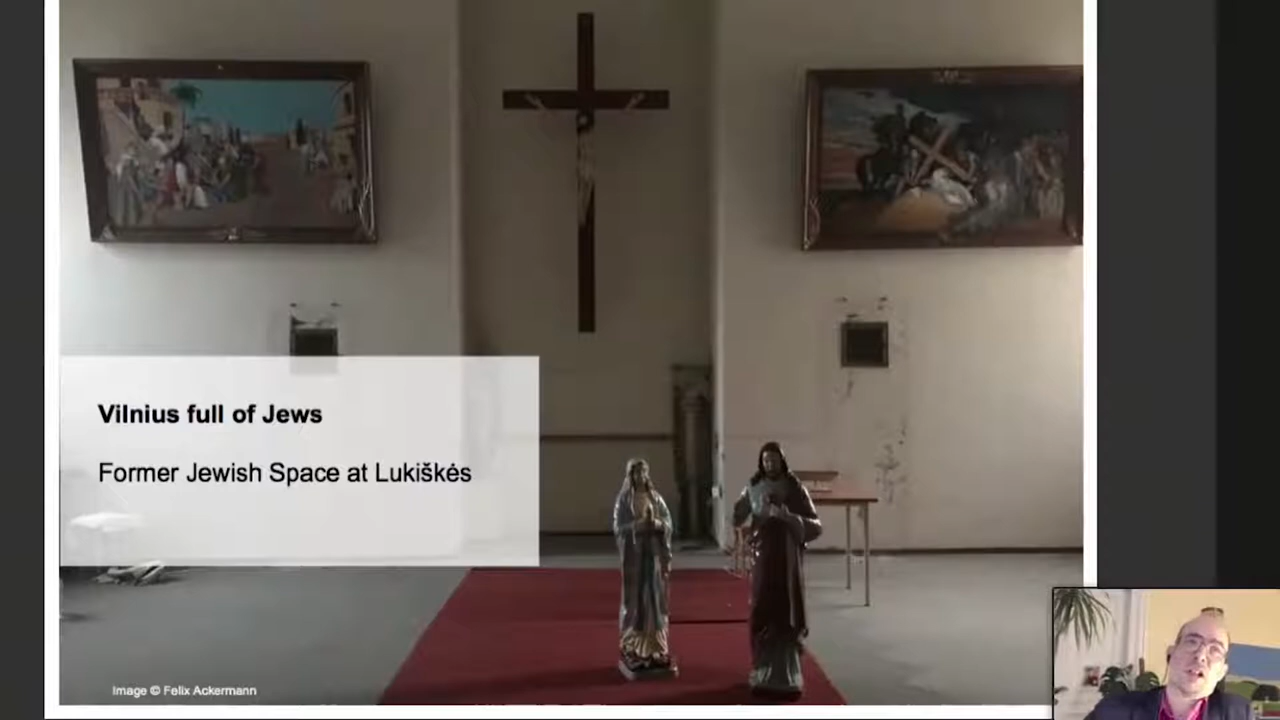 Vilnius full of Jews
Former Jewish Space at Lukiškės
Image © Felix Ackermann